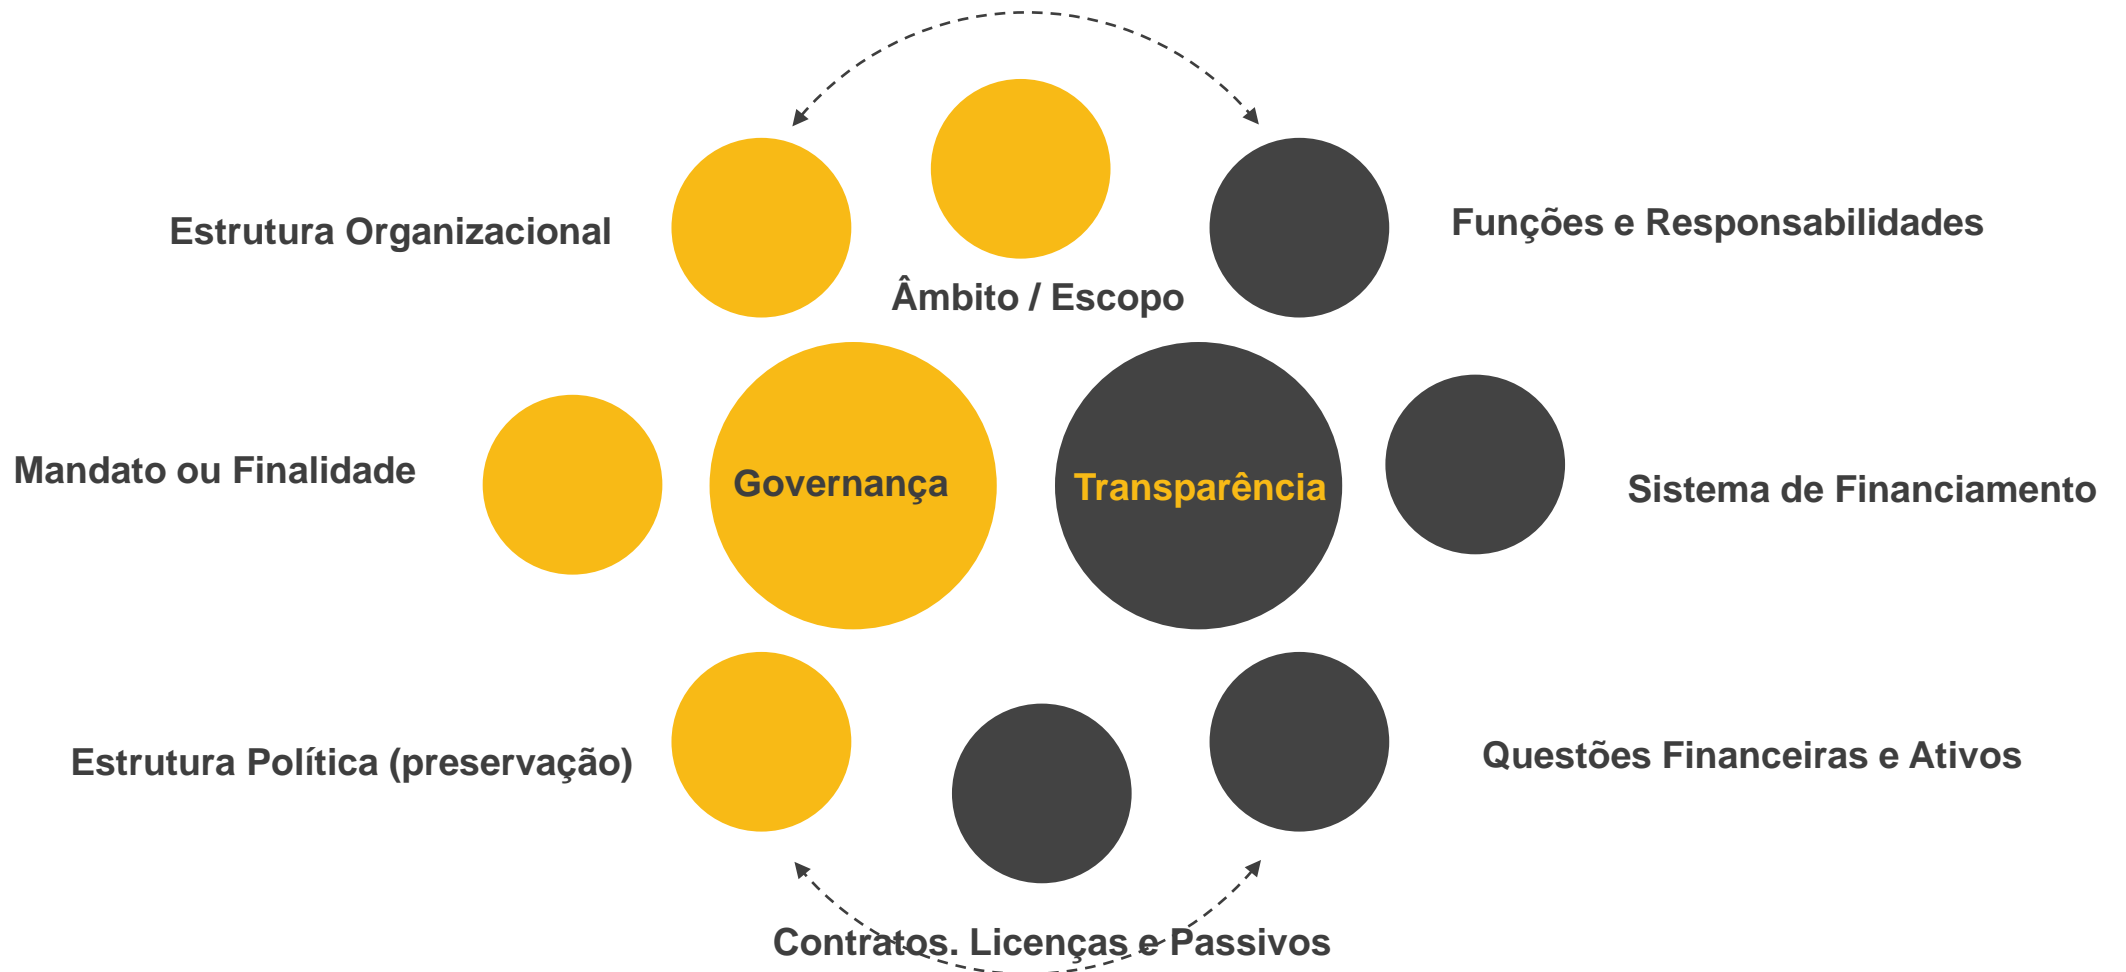 Estrutura Organizacional
Funções e Responsabilidades
Âmbito / Escopo
Mandato ou Finalidade
Governança
Transparência
Sistema de Financiamento
Estrutura Política (preservação)
Questões Financeiras e Ativos
Contratos. Licenças e Passivos